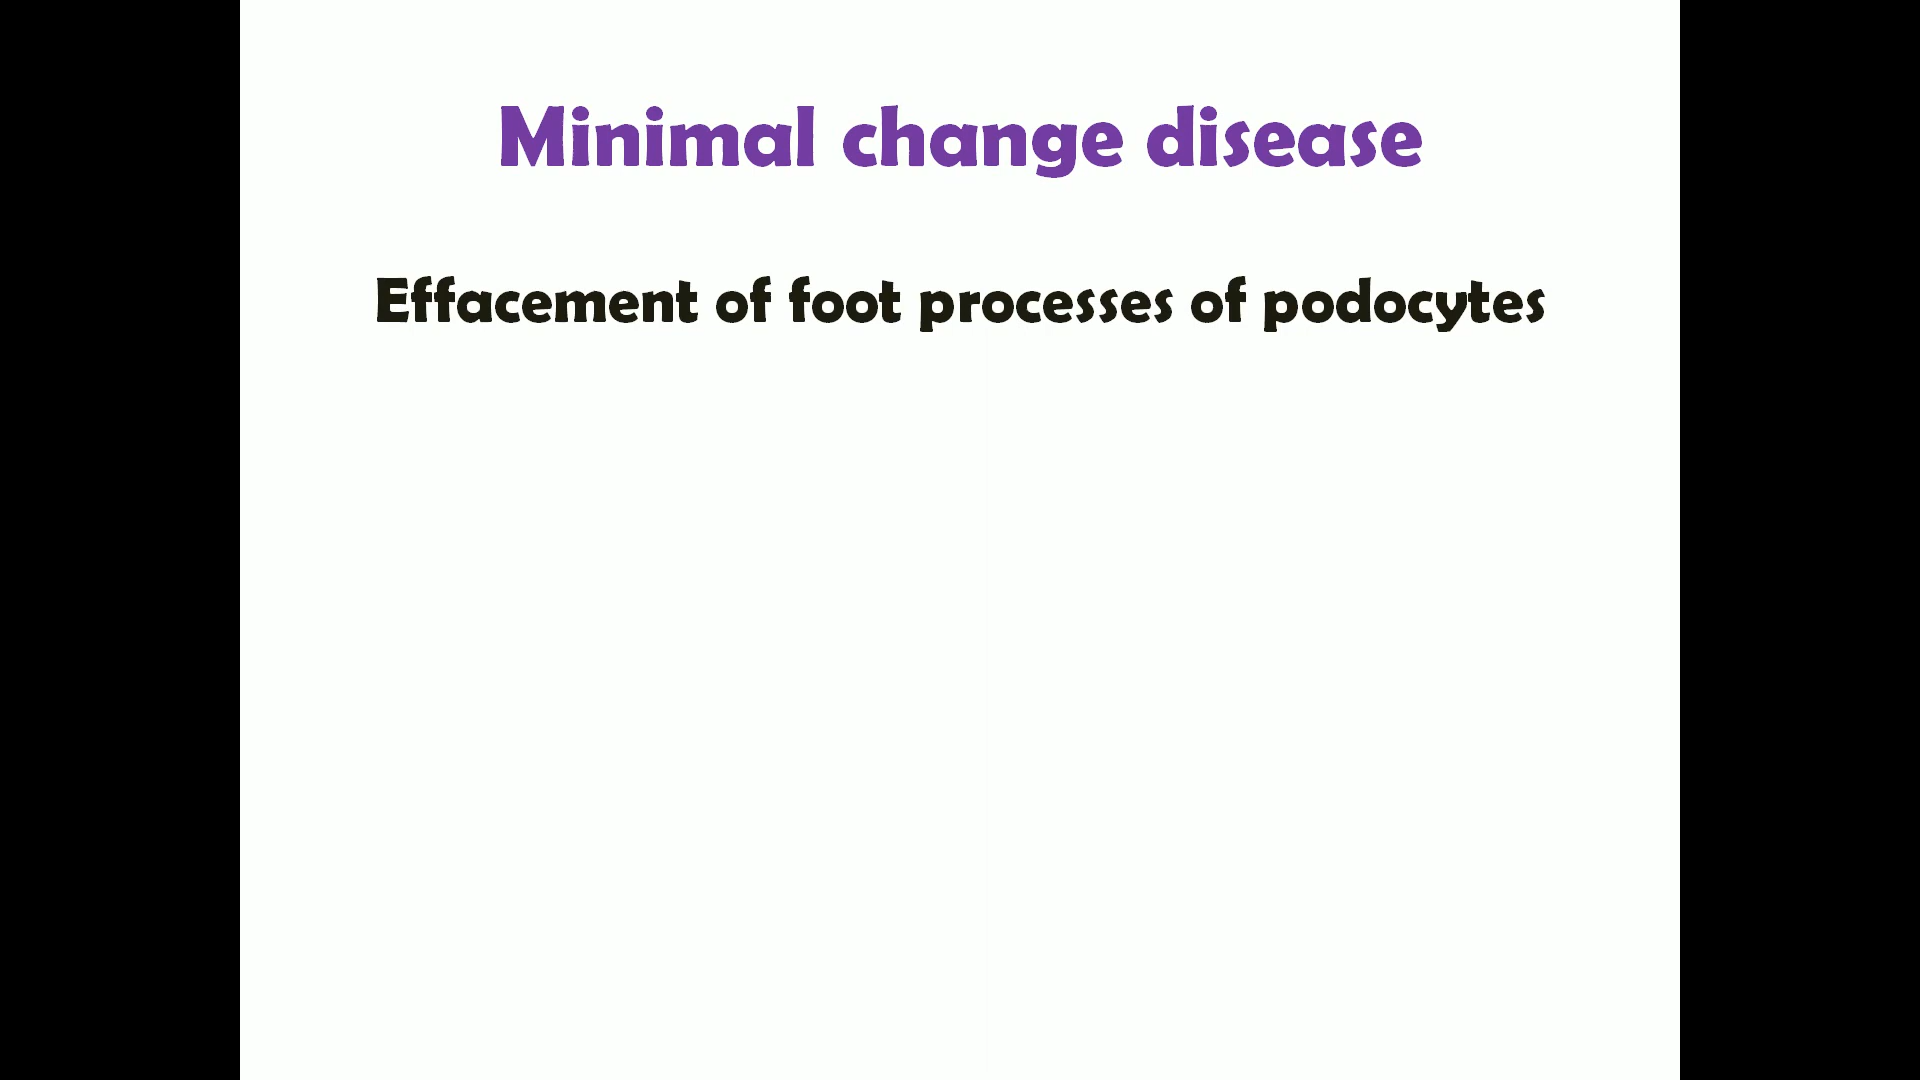 Minimal change disease
Effacement of foot processes of podocytes